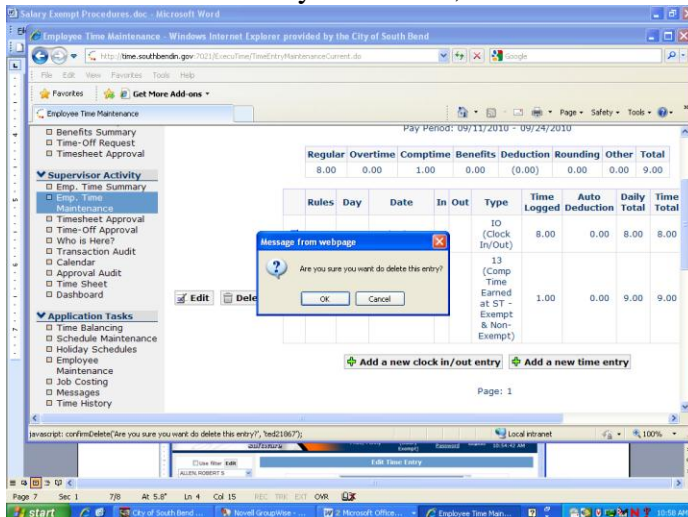 Salary Exempt Procedures.doc - Microsoft Word
Employee Time Maintenance - Windows Internet Explorer provided by the City of South Bend
http://time.southbendin.gov:7021/ExecuTime/TimeEntryMaintenanceCurrent.do
Google
File Edit View Favorites Tools Help
Favorites Get More Add-ons
Employee Time Maintenance
Page Safety Tools
Benefits Summary
Time-Off Request
Timesheet Approval
Supervisor Activity
Emp. Time Summary
Emp. Time
Maintenance
Timesheet Approval
Time-Off Approval
Who is Here?
Transaction Audit
Calendar
Approval Audit
Time Sheet
Dashboard
Application Tasks
Time Balancing
Schedule Maintenance
Holiday Schedules
Employee
Maintenance
Job Costing
Messages
Time History
Pay Period: 09/11/2010 - 09/24/2010
Regular Overtime Comptime Benefits Deduction Rounding Other Total
8.00 0.00 1.00 0.00 (0.00) 0.00 0.00 9.00
Rules Day Date In Out Type Time Logged Auto Deduction Daily Total Time Total
IO
(Clock
In/Out)
8.00 0.00 8.00 8.00
13
(Comp
Time
Earned
at ST -
Exempt
& Non-
Exempt)
1.00 0.00 9.00 9.00
Edit Dele
Message from webpage
Are you sure you want do delete this entry?
OK Cancel
Add a new clock in/out entry Add a new time entry
Page: 1
javascript: confirmDelete('Are you sure you want do delete this entry?', 'ted21067');
Local intranet 100%
Use filter Edit
Edit Time Entry
ALLEN, ROBERT S
Page 7 Sec 1 7/8 At 5.8" Ln 4 Col 15 REC TRK EXT OVR
start City of South Bend ... Novell GroupWise - ... 2 Microsoft Office... Employee Time Main... 10:58 AM